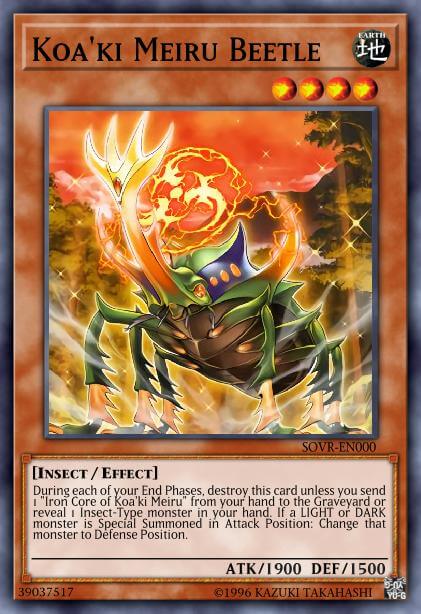 Koa'ki Meiru Beetle
EARTH
地
SOVR-EN000
[Insect / Effect]
During each of your End Phases, destroy this card unless you send
1 "Iron Core of Koa'ki Meiru" from your hand to the Graveyard or
reveal 1 Insect-Type monster in your hand. If a LIGHT or DARK
monster is Special Summoned in Attack Position: Change that
monster to Defense Position.
ATK/1900 DEF/1500
39037517
©1996 KAZUKI TAKAHASHI